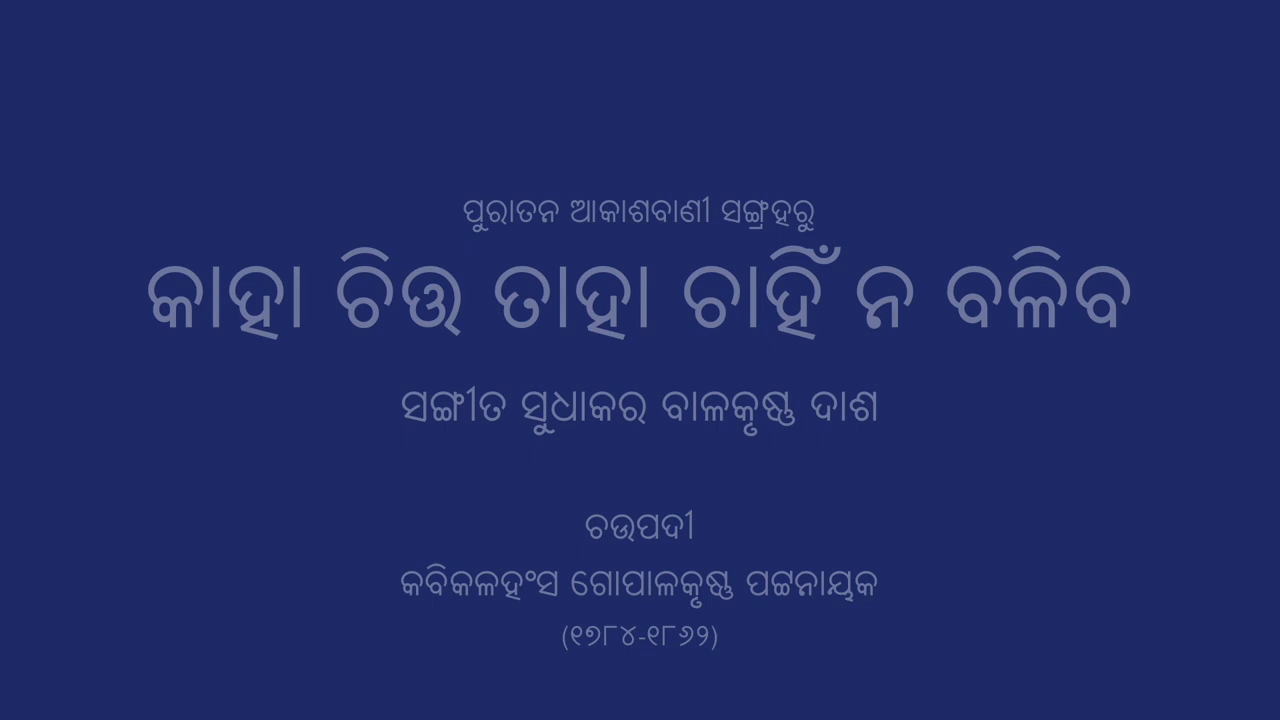 ପୁରାତନ ଆକାଶବାଣୀ ସଙ୍ଗ୍ରହରୁ
କାହା ଚିତ୍ତ ତାହା ଚାହିଁ ନ ବଳିବ
ସଙ୍ଗୀତ ସୁଧାକର ବାଳକୃଷ୍ଣ ଦାଶ
ଚଉପଦୀ
କବିକଳହଂସ ଗୋପାଳକୃଷ୍ଣ ପଟ୍ଟନାୟକ
(୧୭୮୪-୧୮୬୨)